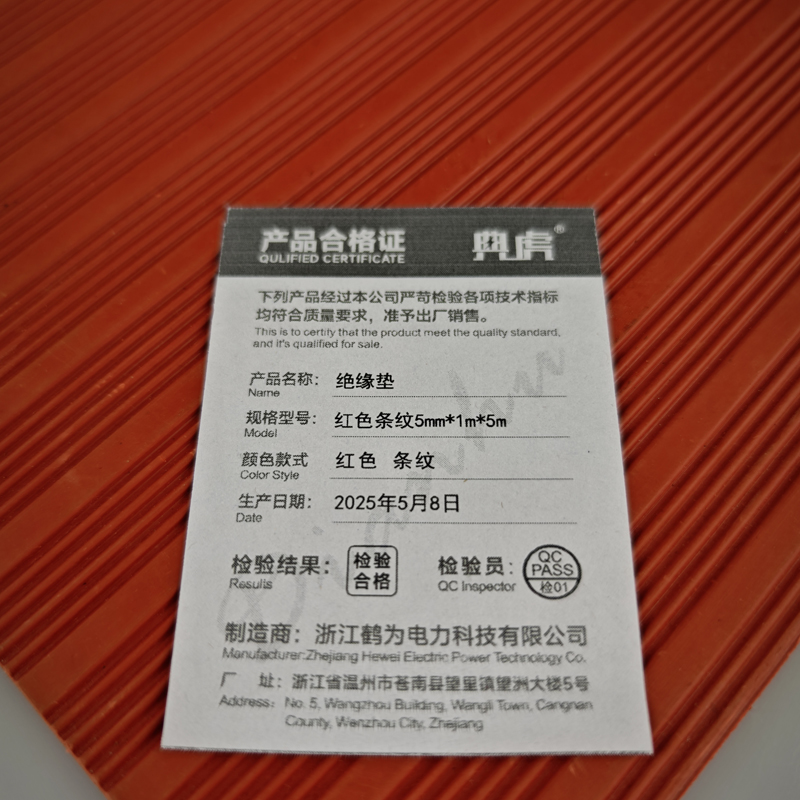 产品合格证
QULIFIED CERTIFICATE
典虎®
下列产品经过本公司严苛检验各项技术指标
均符合质量要求，准予出厂销售。
This is to certify that the product meet the quality standard,
and it's qualified for sale.
产品名称： 绝缘垫
Name
规格型号： 红色条纹5mm*1m*5m
Model
颜色款式 红色 条纹
Color Style
生产日期： 2025年5月8日
Date
检验结果： 检验合格
Results
检验员： QC PASS 检01
QC Inspector
制造商：浙江鹤为电力科技有限公司
Manufacturer:Zhejiang Hewei Electric Power Technology Co.
厂 址：浙江省温州市苍南县望里镇望洲大楼5号
Address: No. 5, Wangzhou Building, Wangli Town, Cangnan
County, Wenzhou City, Zhejiang